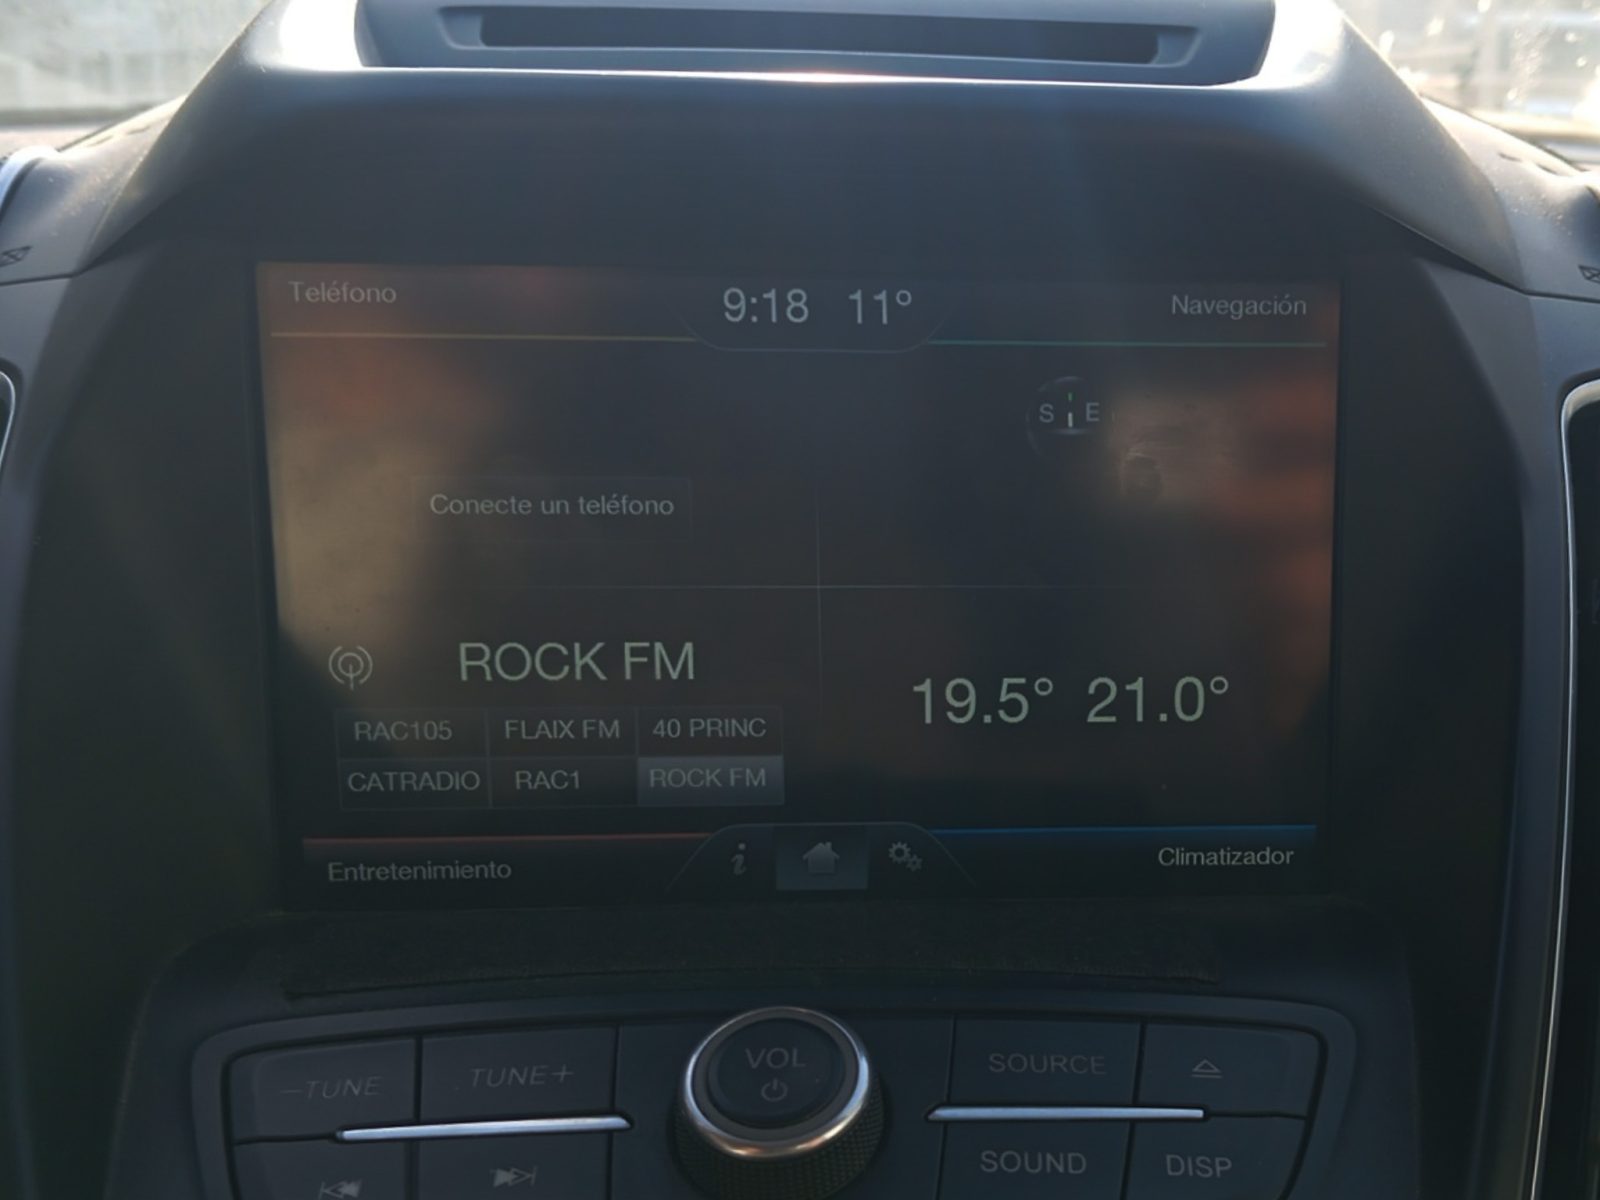 Teléfono
9:18 11°
Navegación
S E
Conecte un teléfono
ROCK FM
19.5° 21.0°
RAC105 FLAIX FM 40 PRINC
CATRADIO RAC1 ROCK FM
Entretenimiento
i
Climatizador
−TUNE TUNE+ VOL SOURCE
SOUND DISP